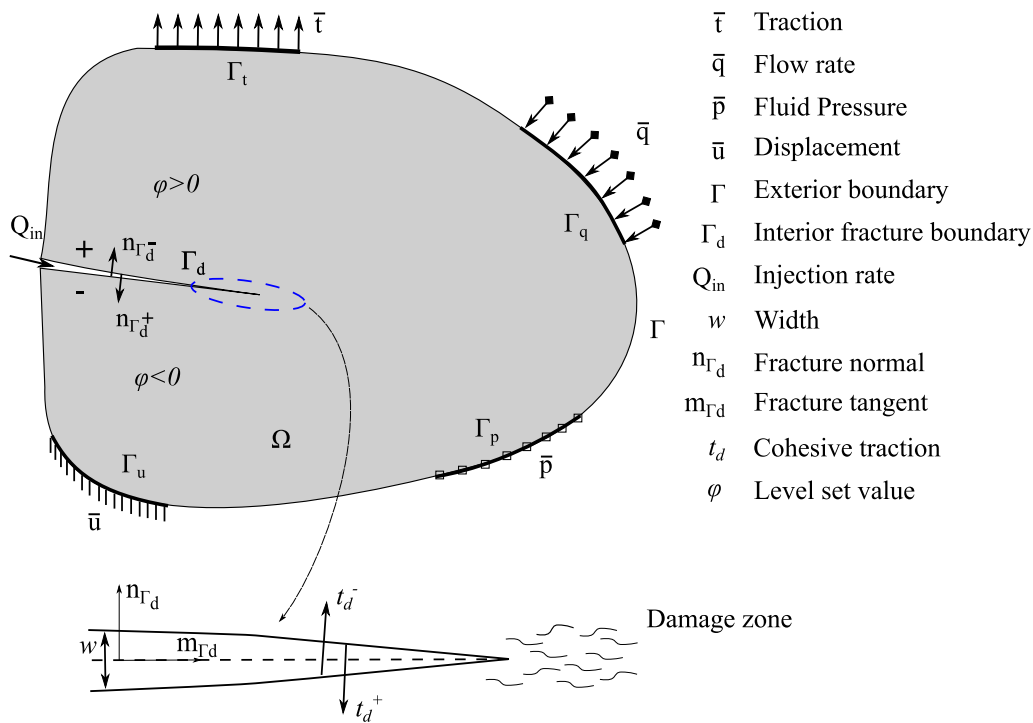 t̄
Γt
q̄
Γq
φ>0
Qin
+
nΓd-
Γd
-
nΓd+
φ<0
Γ
Ω
Γp
p̄
Γu
ū
nΓd
w
mΓd
td-
td+
Damage zone
t̄ Traction
q̄ Flow rate
p̄ Fluid Pressure
ū Displacement
Γ Exterior boundary
Γd Interior fracture boundary
Qin Injection rate
w Width
nΓd Fracture normal
mΓd Fracture tangent
td Cohesive traction
φ Level set value